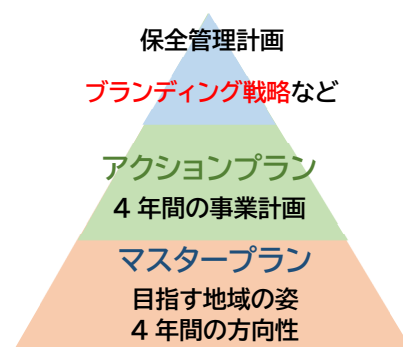 保全管理計画
ブランディング戦略など
アクションプラン
4 年間の事業計画
マスタープラン
目指す地域の姿
4 年間の方向性